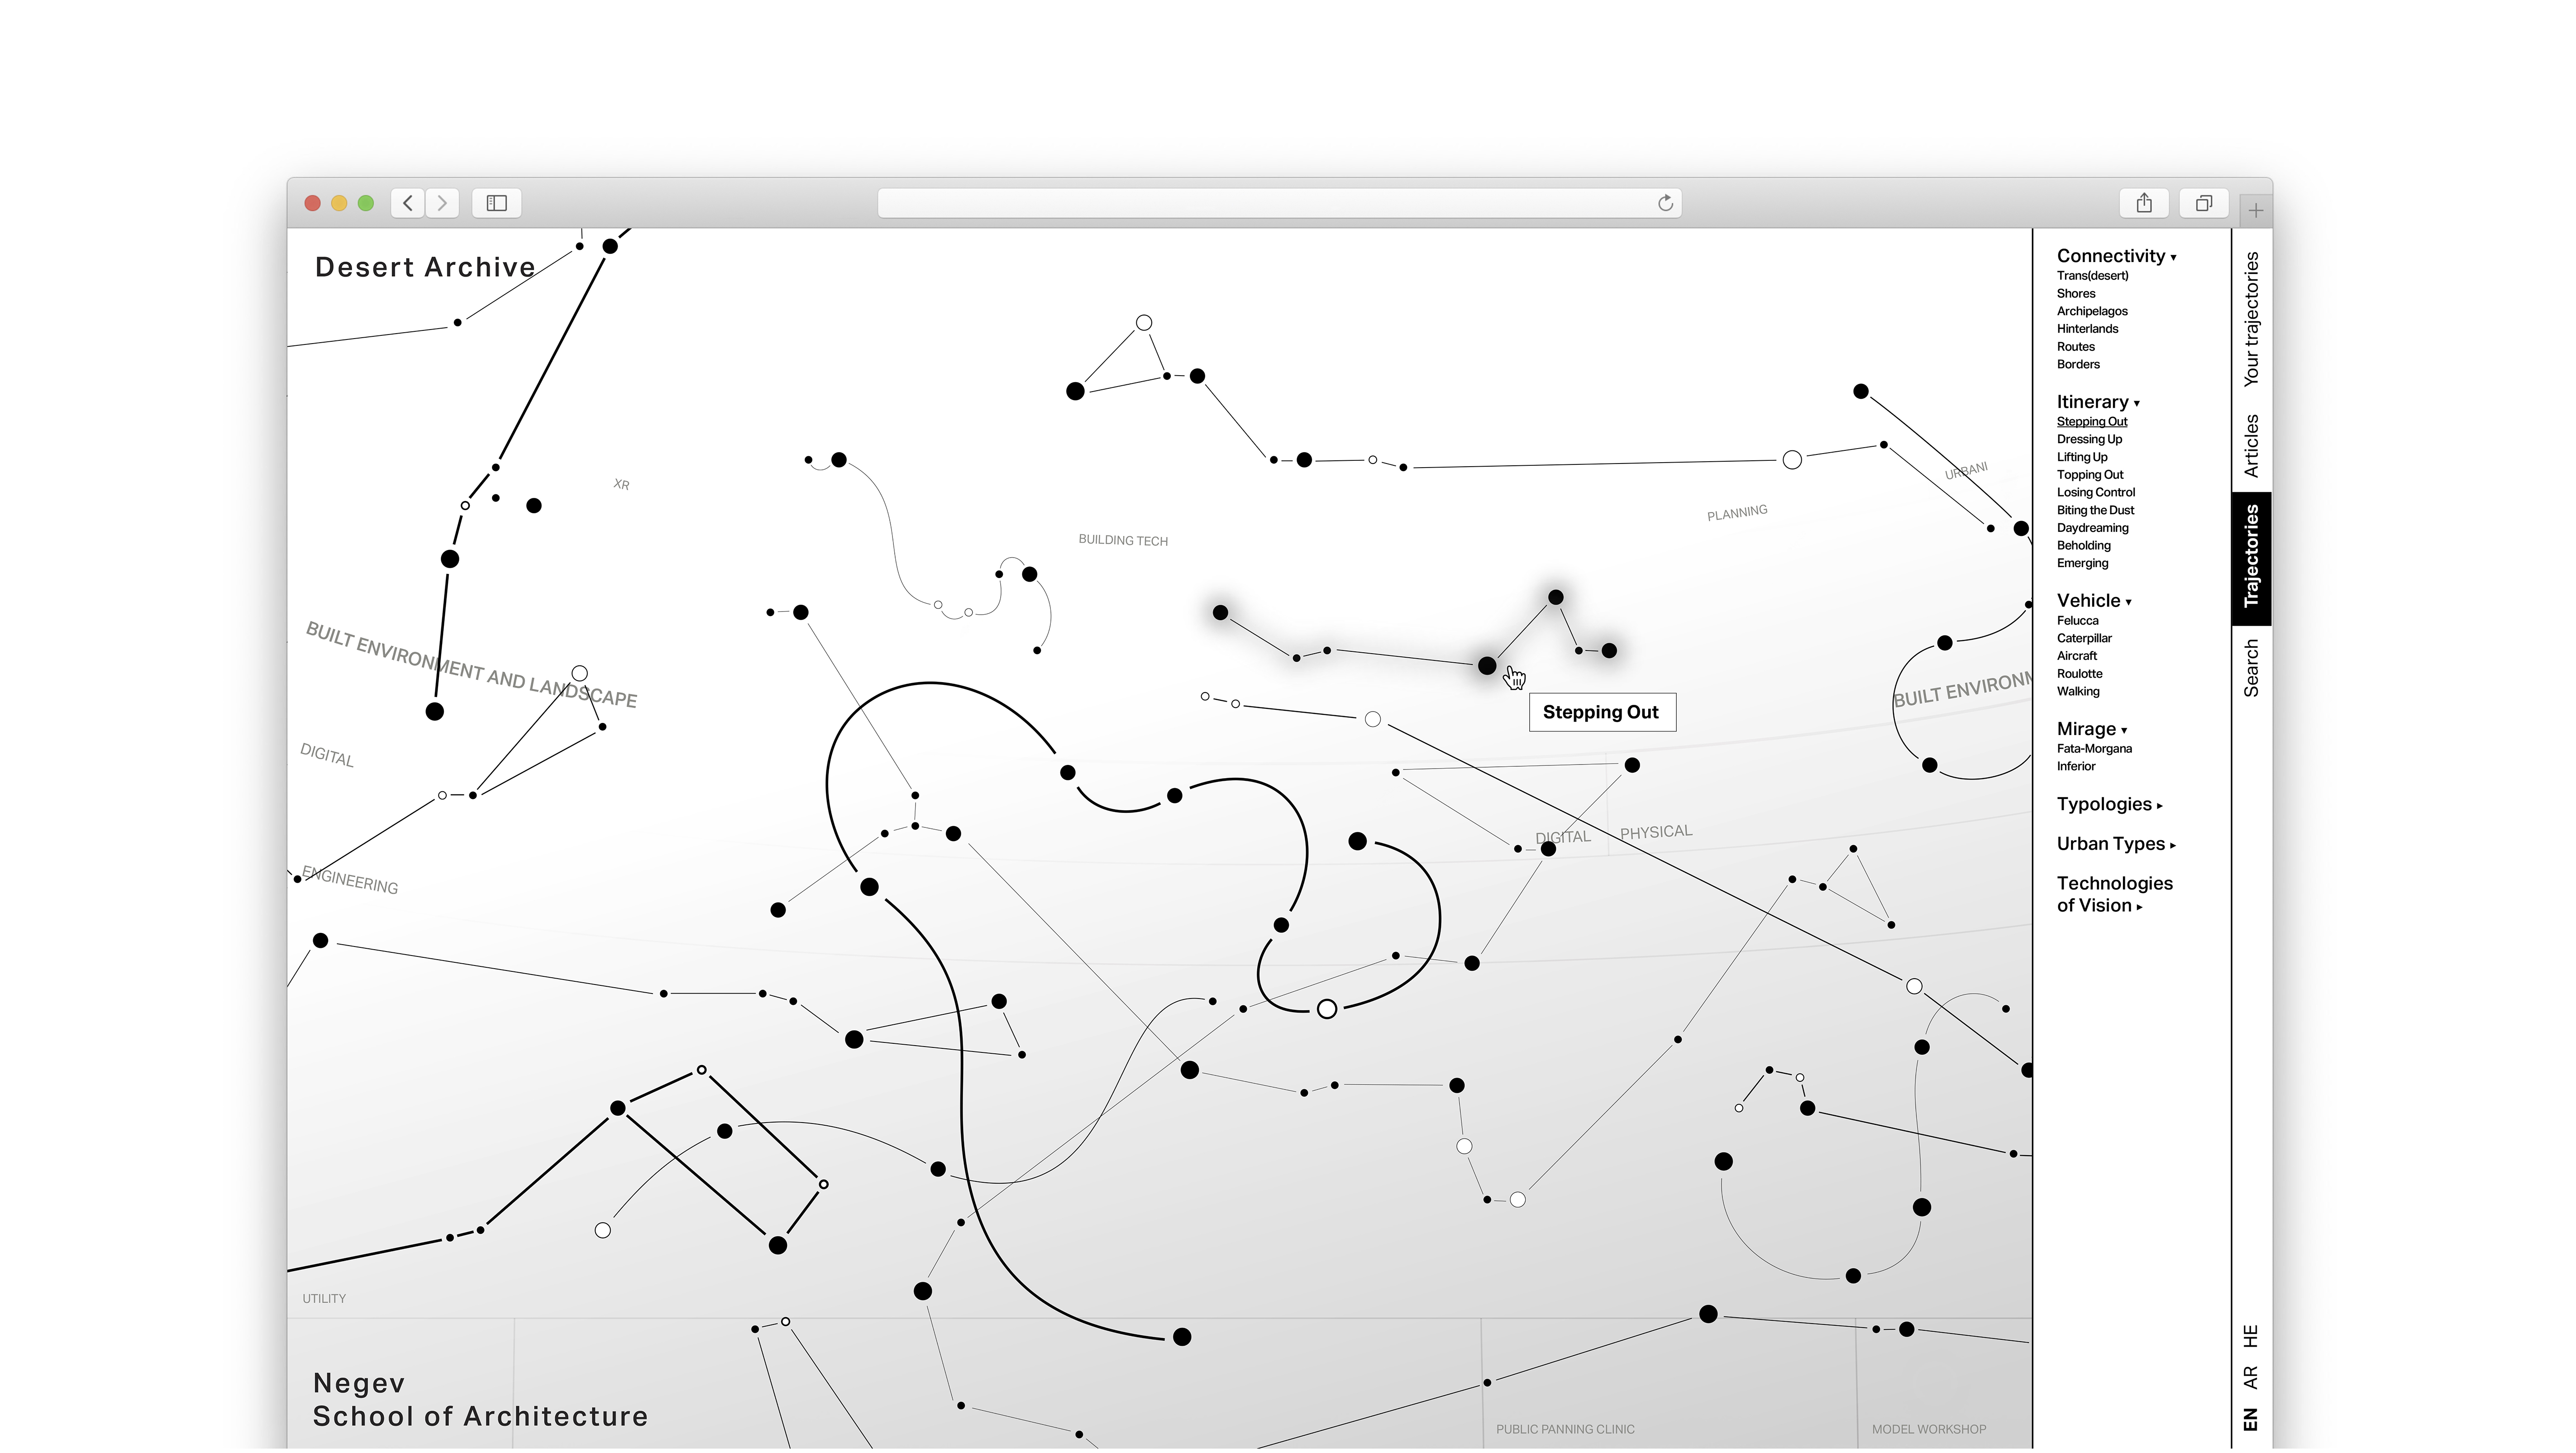 Desert Archive
XR
BUILDING TECH
PLANNING
URBANI
BUILT ENVIRONMENT AND LANDSCAPE
BUILT ENVIRONM
Stepping Out
DIGITAL
DIGITAL
PHYSICAL
ENGINEERING
UTILITY
Negev
School of Architecture
PUBLIC PANNING CLINIC
MODEL WORKSHOP
Connectivity ▾
Trans(desert)
Shores
Archipelagos
Hinterlands
Routes
Borders
Itinerary ▾
Stepping Out
Dressing Up
Lifting Up
Topping Out
Losing Control
Biting the Dust
Daydreaming
Beholding
Emerging
Vehicle ▾
Felucca
Caterpillar
Aircraft
Roulotte
Walking
Mirage ▾
Fata-Morgana
Inferior
Typologies ▸
Urban Types ▸
Technologies
of Vision ▸
Your trajectories
Articles
Trajectories
Search
HE
AR
EN